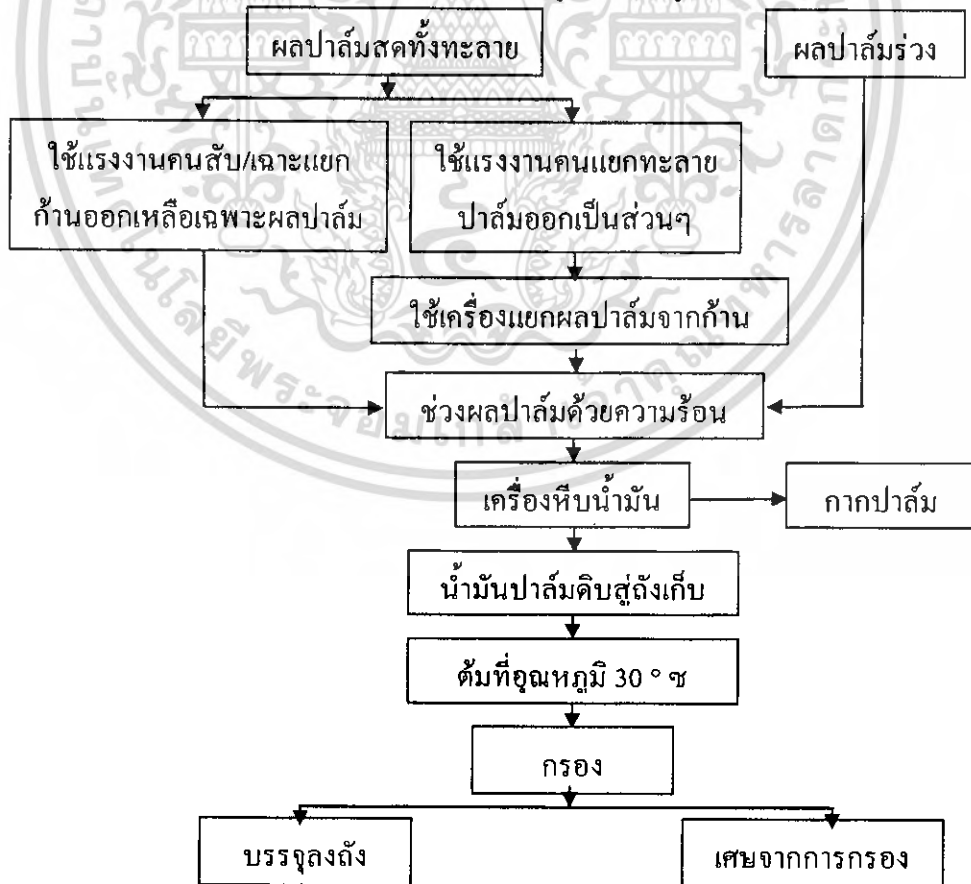 ผลปาล์มสดทั้งทะลาย
ผลปาล์มร่วง
ใช้แรงงานคนสับ/เฉาะแยก
ก้านออกเหลือเฉพาะผลปาล์ม
ใช้แรงงานคนแยกทะลาย
ปาล์มออกเป็นส่วนๆ
ใช้เครื่องแยกผลปาล์มจากก้าน
ช่วงผลปาล์มด้วยความร้อน
เครื่องหีบน้ำมัน
กากปาล์ม
น้ำมันปาล์มดิบสู่ถังเก็บ
ต้มที่อุณหภูมิ 30 ° ซ
กรอง
บรรจุลงถัง
เศษจากการกรอง